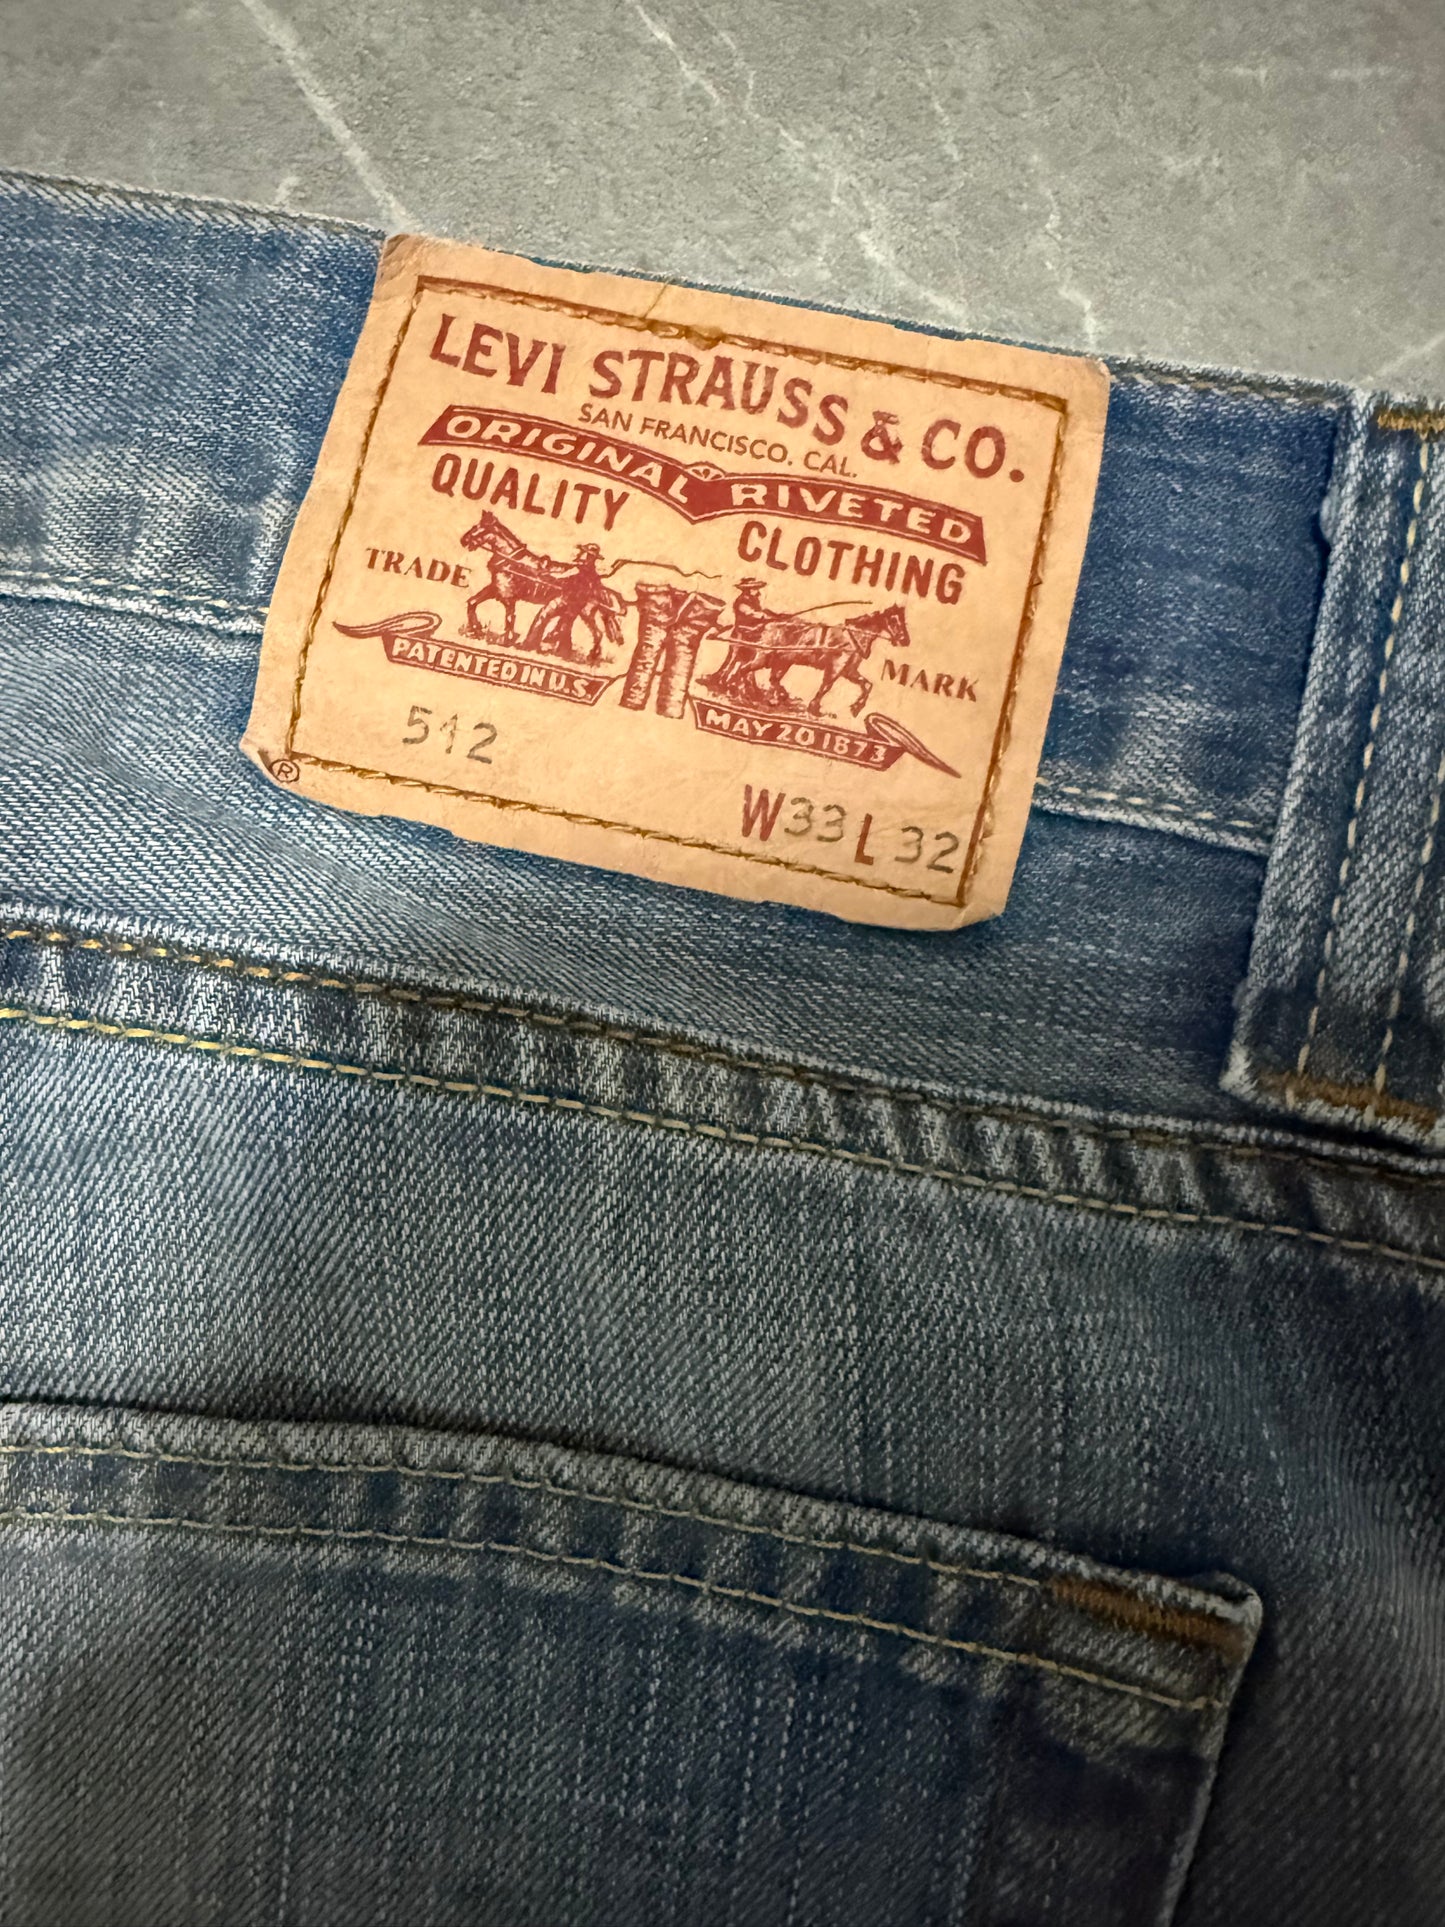 LEVI STRAUSS & CO.
SAN FRANCISCO. CAL.
ORIGINAL RIVETED
QUALITY CLOTHING
TRADE MARK
PATENTED IN U.S. MAY 20 1873
512
W33 L 32
®